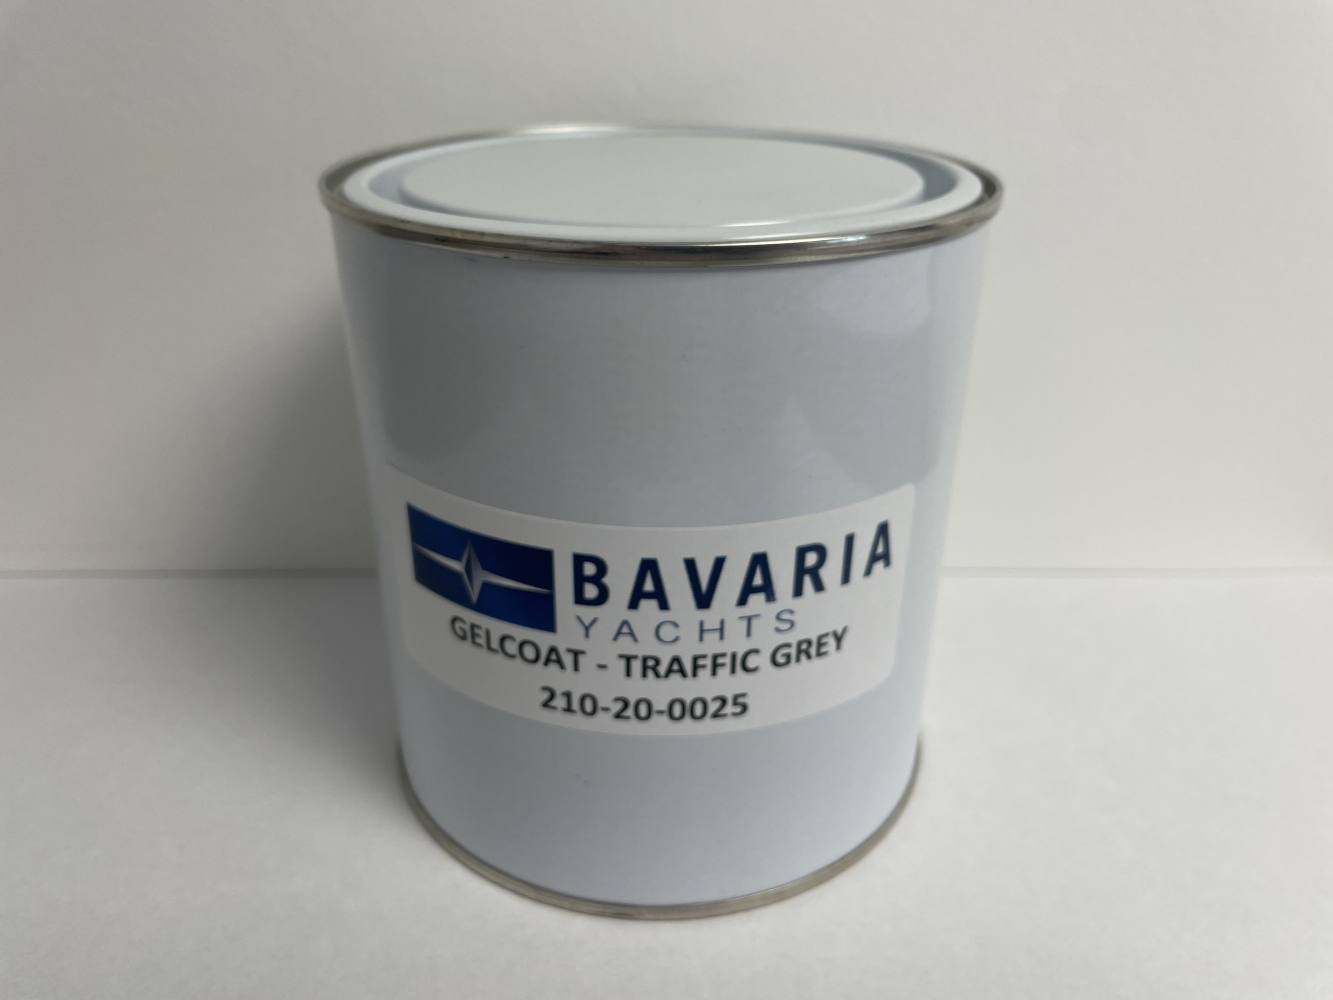 BAVARIA
YACHTS
GELCOAT - TRAFFIC GREY
210-20-0025